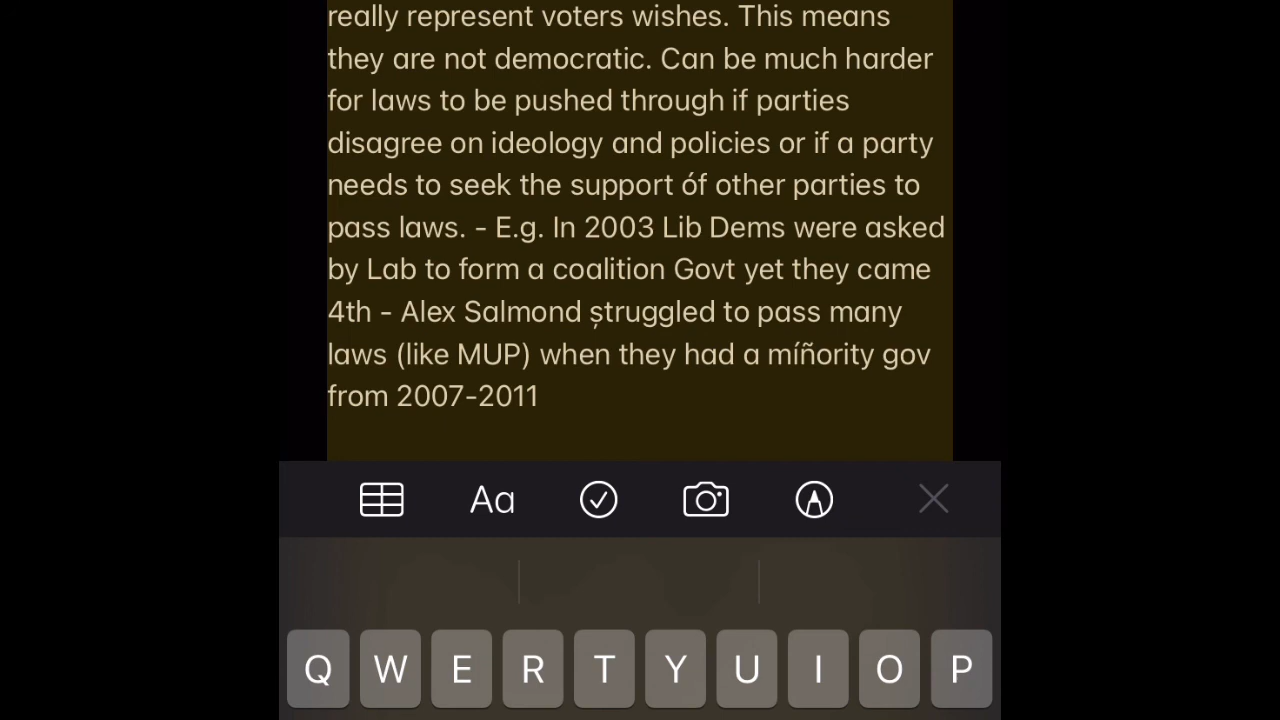 really represent voters wishes. This means
they are not democratic. Can be much harder
for laws to be pushed through if parties
disagree on ideology and policies or if a party
needs to seek the support óf other parties to
pass laws. - E.g. In 2003 Lib Dems were asked
by Lab to form a coalition Govt yet they came
4th - Alex Salmond ștruggled to pass many
laws (like MUP) when they had a míñority gov
from 2007-2011
Aa
Q W E R T Y U I O P